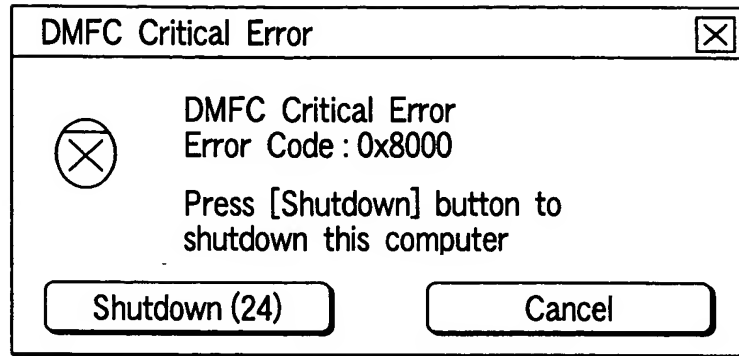 DMFC Critical Error
DMFC Critical Error
Error Code : 0x8000
Press [Shutdown] button to
shutdown this computer
Shutdown (24)
Cancel